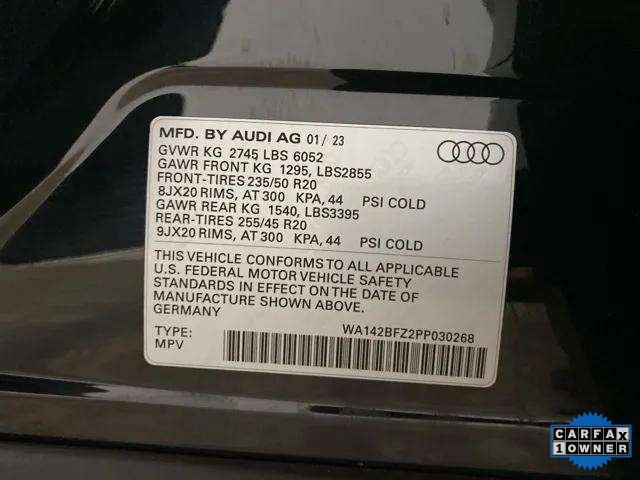 MFD. BY AUDI AG 01/ 23
GVWR KG 2745 LBS 6052
GAWR FRONT KG 1295, LBS2855
FRONT-TIRES 235/50 R20
8JX20 RIMS, AT 300 KPA, 44 PSI COLD
GAWR REAR KG 1540, LBS3395
REAR-TIRES 255/45 R20
9JX20 RIMS, AT 300 KPA, 44 PSI COLD
THIS VEHICLE CONFORMS TO ALL APPLICABLE
U.S. FEDERAL MOTOR VEHICLE SAFETY
STANDARDS IN EFFECT ON THE DATE OF
MANUFACTURE SHOWN ABOVE.
GERMANY
WA142BFZ2PP030268
TYPE:
MPV
CARFAX
1 OWNER